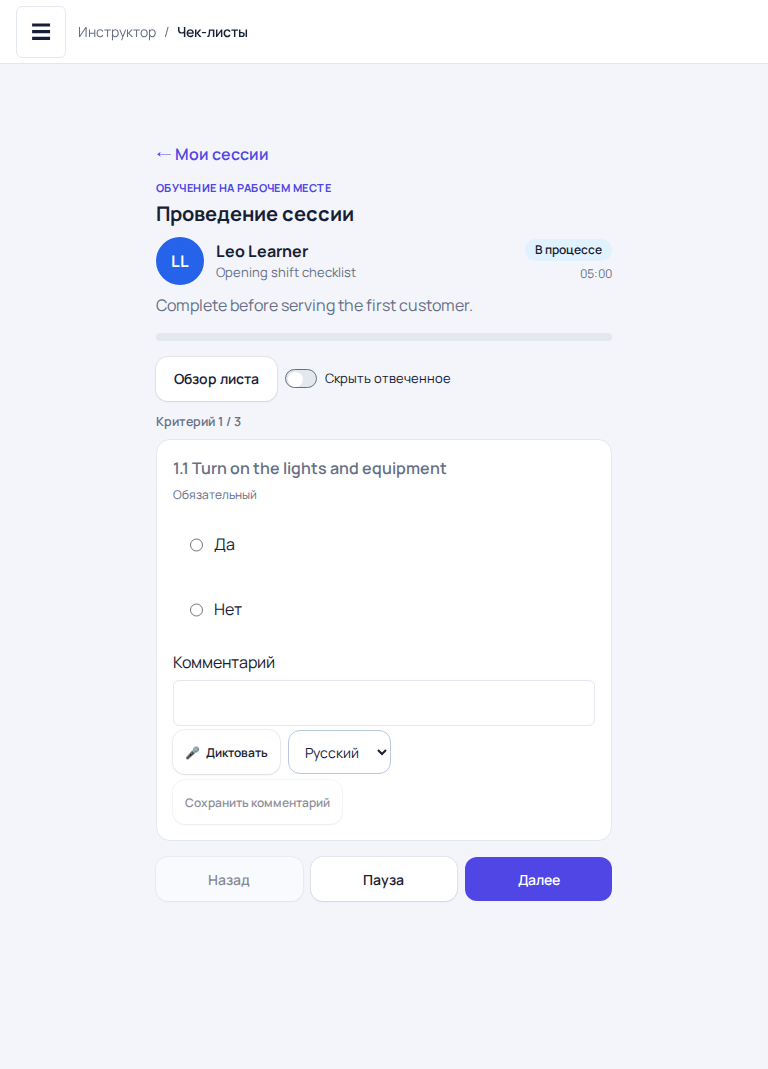 Инструктор / Чек-листы
← Мои сессии
ОБУЧЕНИЕ НА РАБОЧЕМ МЕСТЕ
Проведение сессии
LL
Leo Learner
Opening shift checklist
В процессе
05:00
Complete before serving the first customer.
Обзор листа
Скрыть отвеченное
Критерий 1 / 3
1.1 Turn on the lights and equipment
Обязательный
Да
Нет
Комментарий
🎤 Диктовать
Русский
Сохранить комментарий
Назад
Пауза
Далее